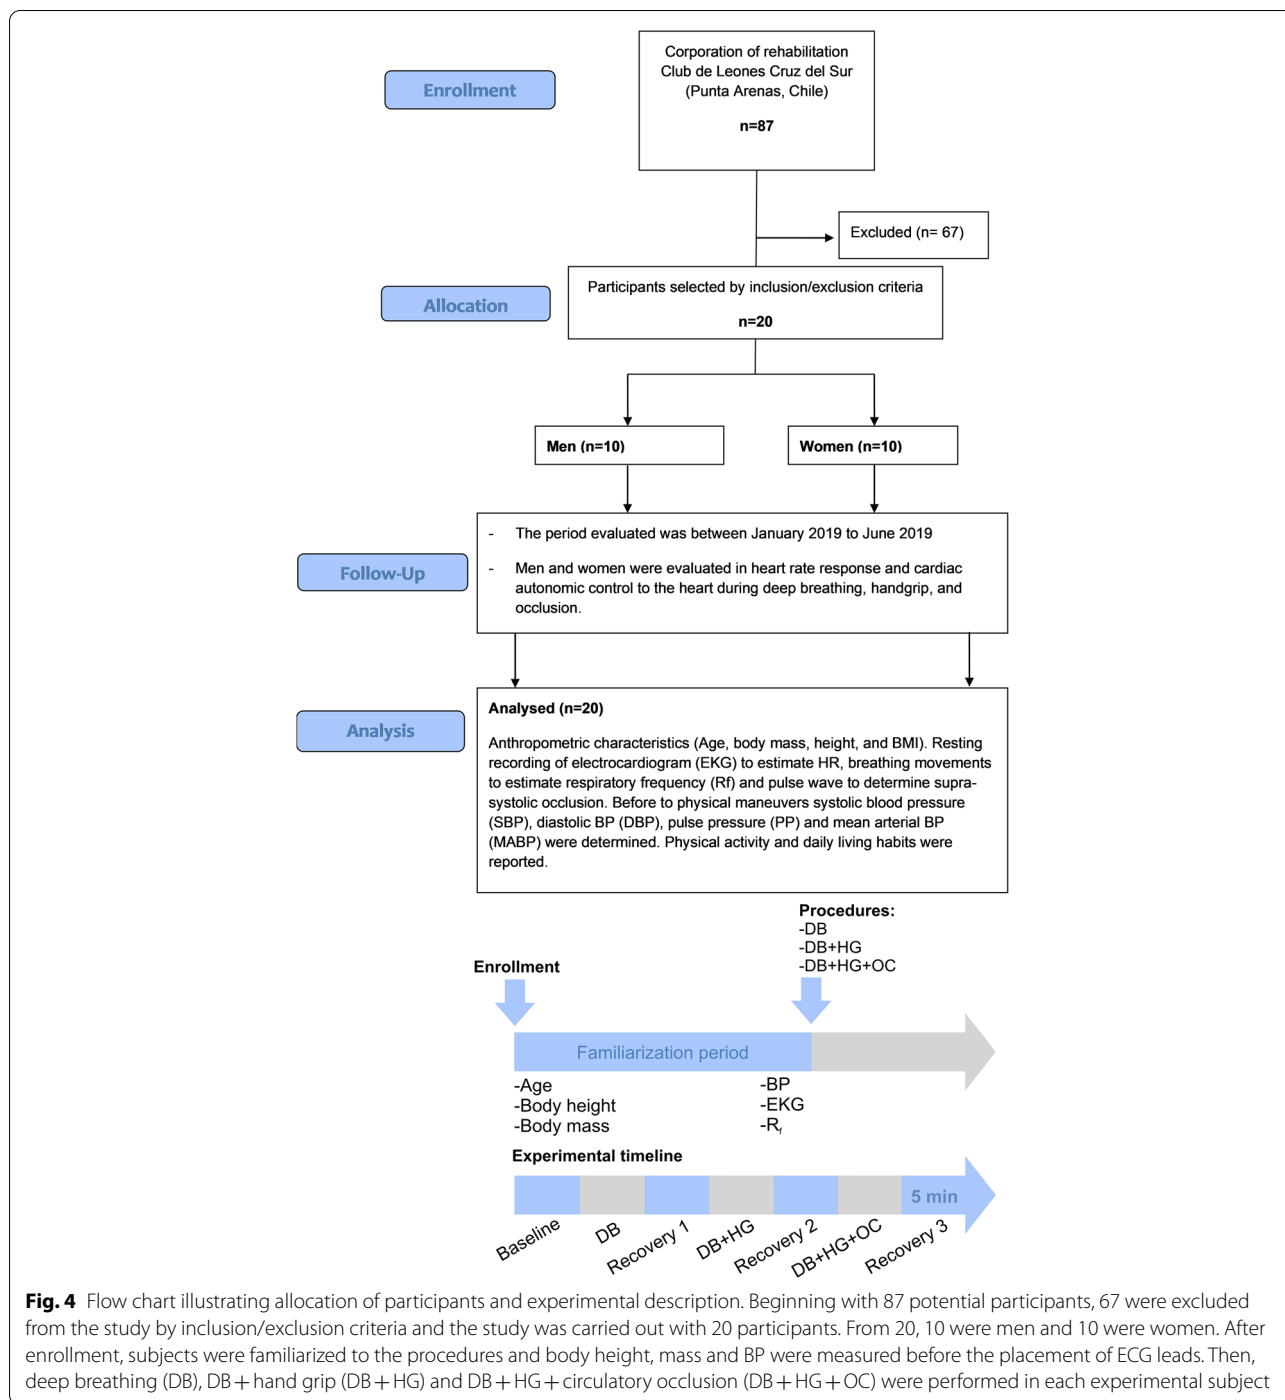 Enrollment
Corporation of rehabilitation
Club de Leones Cruz del Sur
(Punta Arenas, Chile)
n=87
Excluded (n= 67)
Allocation
Participants selected by inclusion/exclusion criteria
n=20
Men (n=10)
Women (n=10)
Follow-Up
- The period evaluated was between January 2019 to June 2019
- Men and women were evaluated in heart rate response and cardiac
autonomic control to the heart during deep breathing, handgrip, and
occlusion.
Analysis
Analysed (n=20)
Anthropometric characteristics (Age, body mass, height, and BMI). Resting
recording of electrocardiogram (EKG) to estimate HR, breathing movements
to estimate respiratory frequency (Rf) and pulse wave to determine supra-
systolic occlusion. Before to physical maneuvers systolic blood pressure
(SBP), diastolic BP (DBP), pulse pressure (PP) and mean arterial BP
(MABP) were determined. Physical activity and daily living habits were
reported.
Procedures:
-DB
-DB+HG
-DB+HG+OC
Enrollment
Familiarization period
-Age
-Body height
-Body mass
-BP
-EKG
-Rf
Experimental timeline
5 min
Baseline
DB
Recovery 1
DB+HG
Recovery 2
DB+HG+OC
Recovery 3
Fig. 4 Flow chart illustrating allocation of participants and experimental description. Beginning with 87 potential participants, 67 were excluded
from the study by inclusion/exclusion criteria and the study was carried out with 20 participants. From 20, 10 were men and 10 were women. After
enrollment, subjects were familiarized to the procedures and body height, mass and BP were measured before the placement of ECG leads. Then,
deep breathing (DB), DB + hand grip (DB + HG) and DB + HG + circulatory occlusion (DB + HG + OC) were performed in each experimental subject